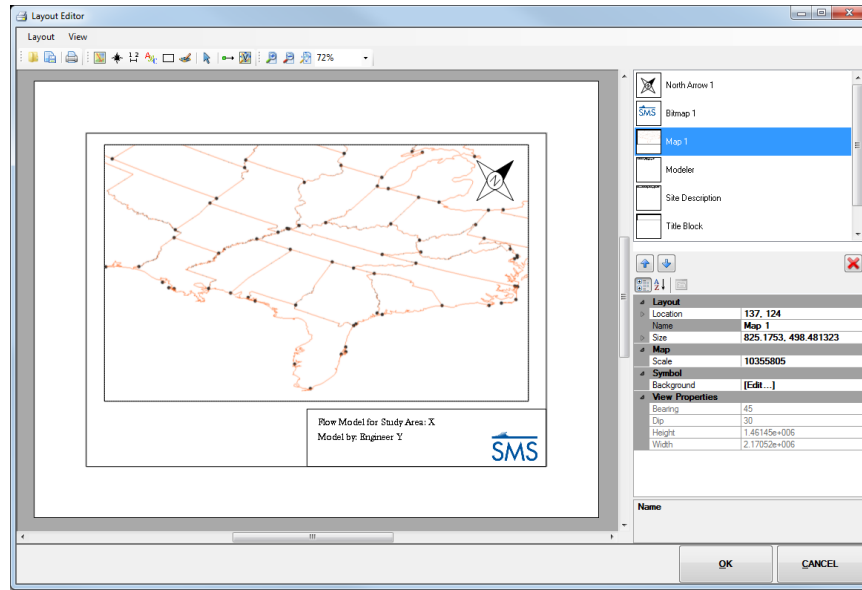 Layout Editor
Layout View
72%
North Arrow 1
SMS Bitmap 1
Map 1
Modeler
Site Description
Title Block
N
Flow Model for Study Area: X
Model by: Engineer Y
SMS
Layout
Location 137, 124
Name Map 1
Size 825.1753, 498.481323
Map
Scale 10355805
Symbol
Background [Edit...]
View Properties
Bearing 45
Dip 30
Height 1.46145e+006
Width 2.17052e+006
Name
OK CANCEL